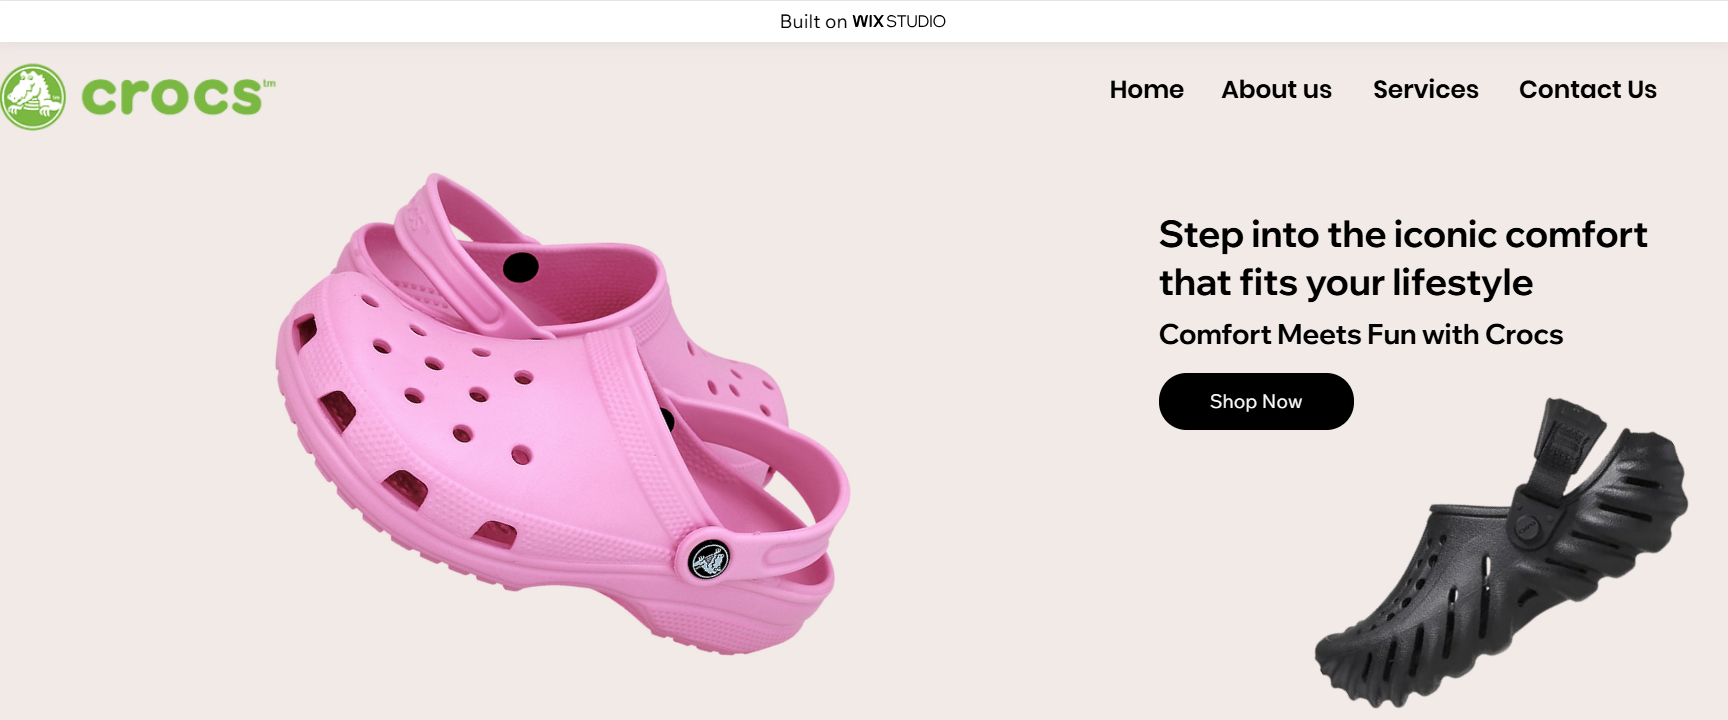 Built on WIX STUDIO
crocs™
Home About us Services Contact Us
Step into the iconic comfort
that fits your lifestyle
Comfort Meets Fun with Crocs
Shop Now